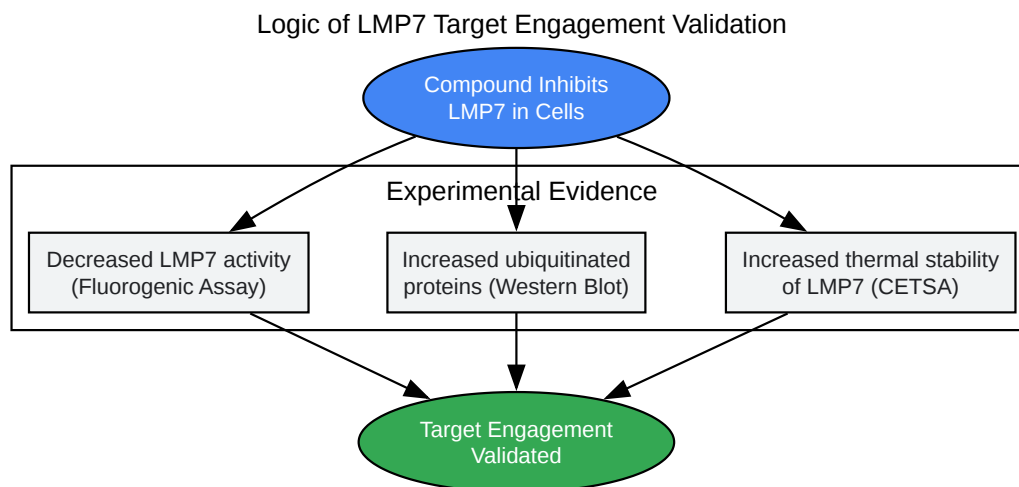 Logic of LMP7 Target Engagement Validation
Compound Inhibits
LMP7 in Cells
Experimental Evidence
Decreased LMP7 activity
(Fluorogenic Assay)
Increased ubiquitinated
proteins (Western Blot)
Increased thermal stability
of LMP7 (CETSA)
Target Engagement
Validated